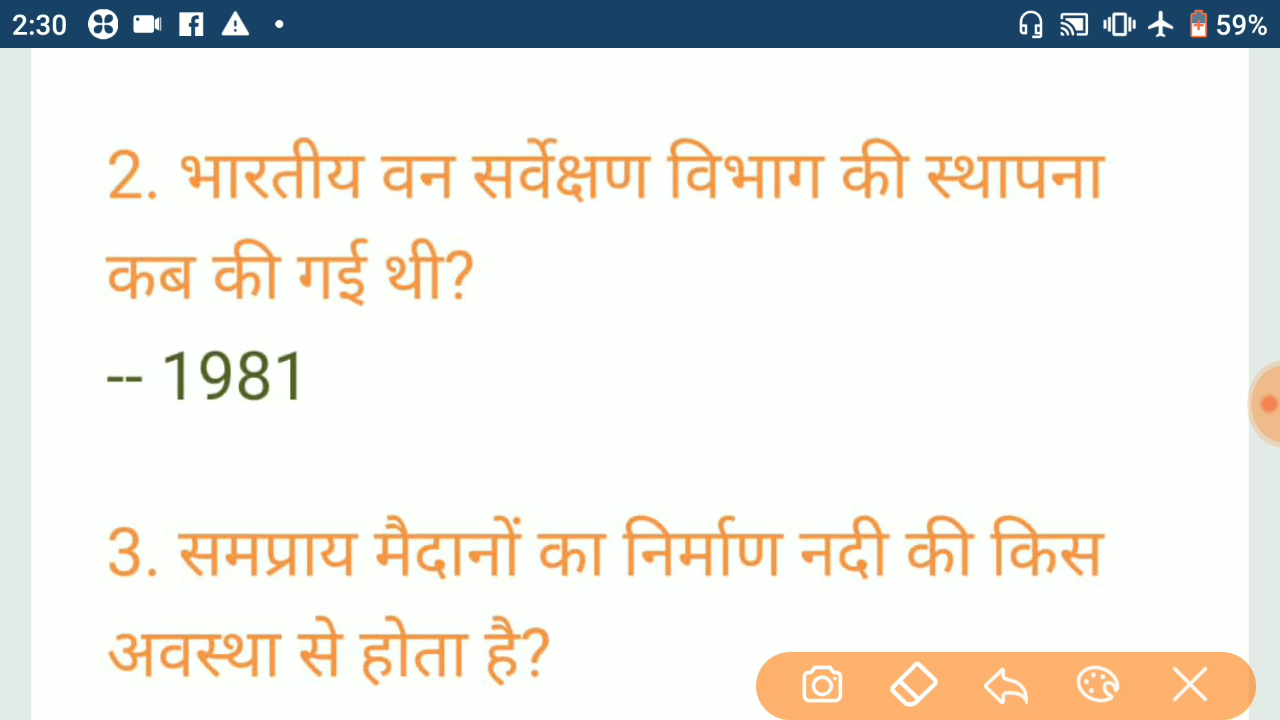 2:30
59%
2. भारतीय वन सर्वेक्षण विभाग की स्थापना
कब की गई थी?
-- 1981
3. समप्राय मैदानों का निर्माण नदी की किस
अवस्था से होता है?